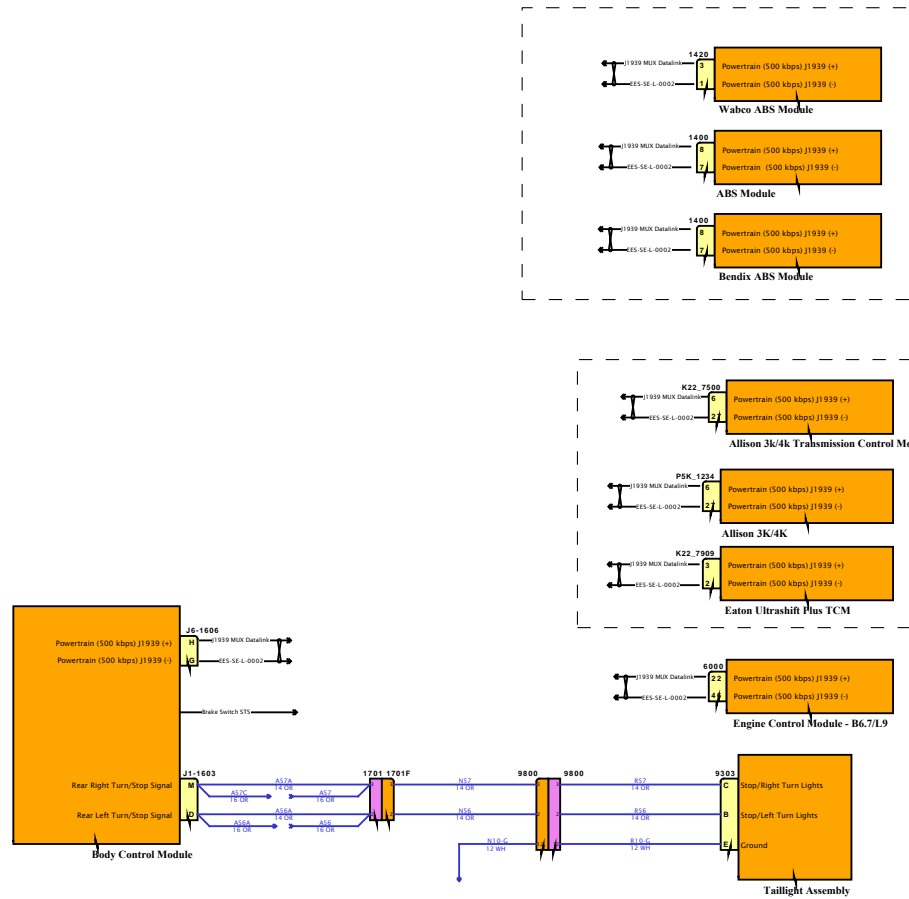 1420
J1939 MUX Datalink
3
Powertrain (500 kbps) J1939 (+)
EES-SE-L-0002
1
Powertrain (500 kbps) J1939 (-)
Wabco ABS Module
1400
J1939 MUX Datalink
8
Powertrain (500 kbps) J1939 (+)
EES-SE-L-0002
7
Powertrain (500 kbps) J1939 (-)
ABS Module
1400
J1939 MUX Datalink
8
Powertrain (500 kbps) J1939 (+)
EES-SE-L-0002
7
Powertrain (500 kbps) J1939 (-)
Bendix ABS Module
K22_7500
J1939 MUX Datalink
6
Powertrain (500 kbps) J1939 (+)
EES-SE-L-0002
Powertrain (500 kbps) J1939 (-)
Allison 3k/4k Transmission Control
P5K_1234
J1939 MUX Datalink
6
Powertrain (500 kbps) J1939 (+)
EES-SE-L-0002
Powertrain (500 kbps) J1939 (-)
Allison 3K/4K
K22_7909
J1939 MUX Datalink
3
Powertrain (500 kbps) J1939 (+)
EES-SE-L-0002
2
Powertrain (500 kbps) J1939 (-)
Eaton Ultrashift Plus TCM
J6-1606
Powertrain (500 kbps) J1939 (+)
H
J1939 MUX Datalink
Powertrain (500 kbps) J1939 (-)
G
EES-SE-L-0002
6000
J1939 MUX Datalink
22
Powertrain (500 kbps) J1939 (+)
EES-SE-L-0002
Powertrain (500 kbps) J1939 (-)
Engine Control Module - B6.7/L9
Brake Switch STS
J1-1603
1701 1701F
9800
9800
9303
Rear Right Turn/Stop Signal
M
A57A
14 OR
A57C
16 OR
A57
16 OR
N57
14 OR
R57
14 OR
C
Stop/Right Turn Lights
Rear Left Turn/Stop Signal
D
A56A
14 OR
A56A
16 OR
A56
16 OR
N56
14 OR
2
R56
14 OR
B
Stop/Left Turn Lights
N10-G
12 WH
R10-G
12 WH
E
Ground
Body Control Module
Taillight Assembly